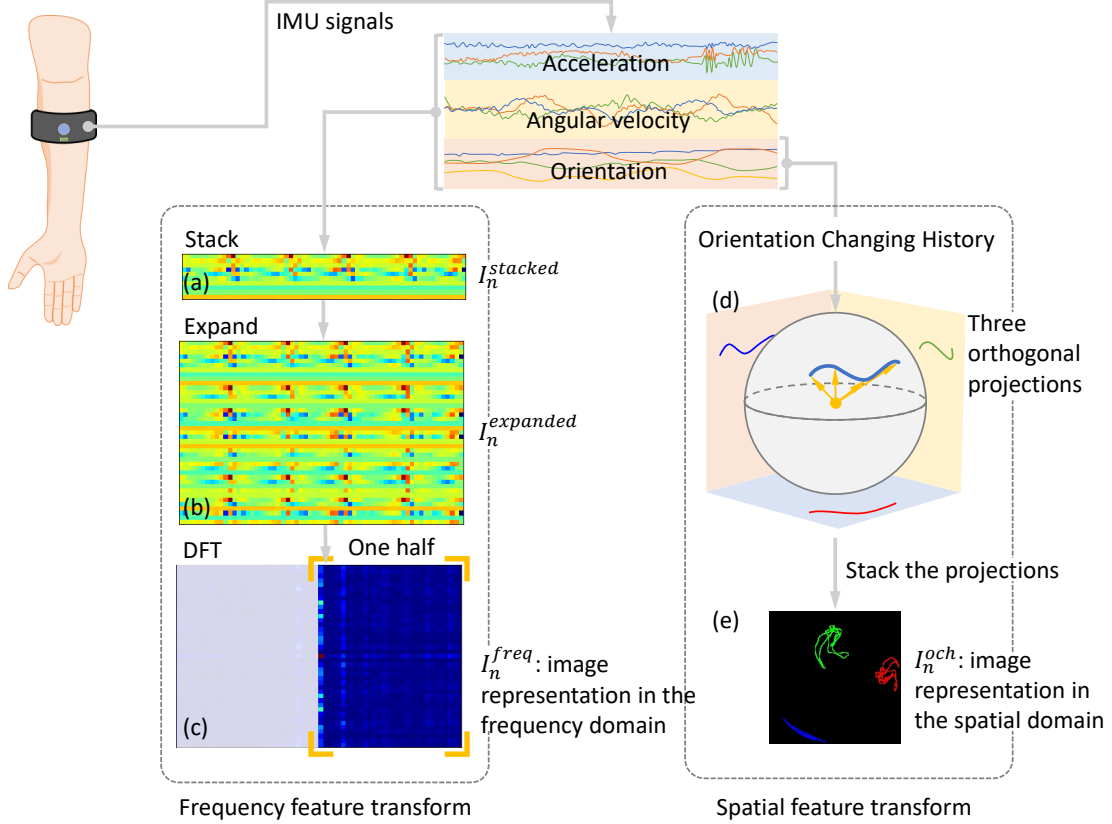 IMU signals
Acceleration
Angular velocity
Orientation
Stack
(a)
I_n^{stacked}
Expand
(b)
I_n^{expanded}
DFT
One half
(c)
I_n^{freq}: image
representation in the
frequency domain
Frequency feature transform
Orientation Changing History
(d)
Three
orthogonal
projections
Stack the projections
(e)
I_n^{och}: image
representation in
the spatial domain
Spatial feature transform